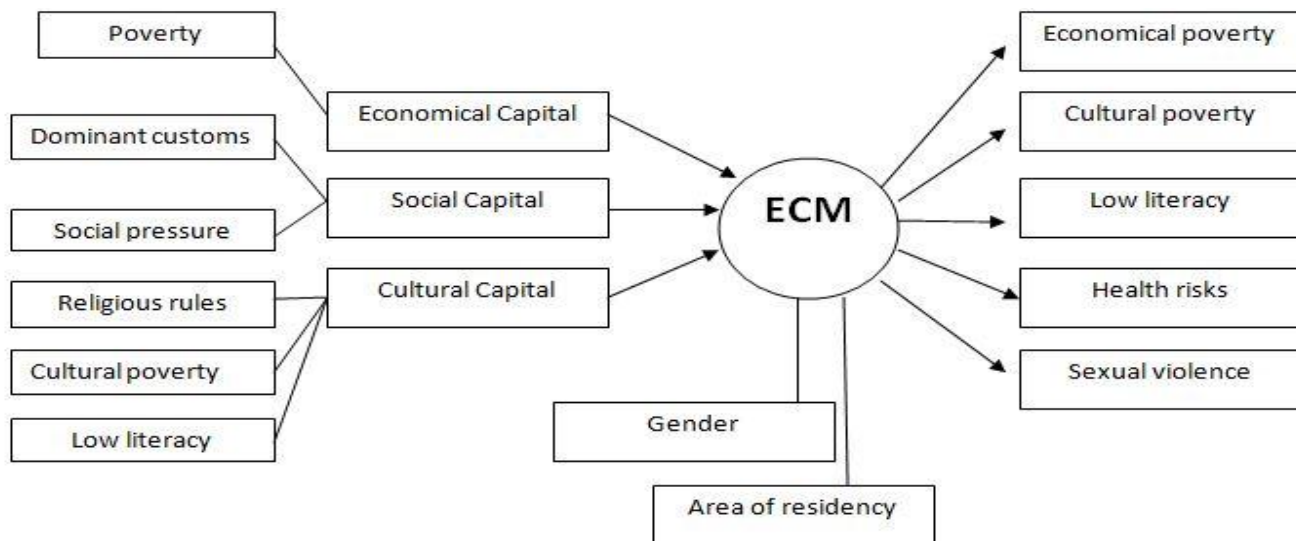 Poverty
Economical Capital
Dominant customs
Social Capital
Social pressure
Religious rules
Cultural Capital
Cultural poverty
Low literacy
ECM
Gender
Area of residency
Economical poverty
Cultural poverty
Low literacy
Health risks
Sexual violence